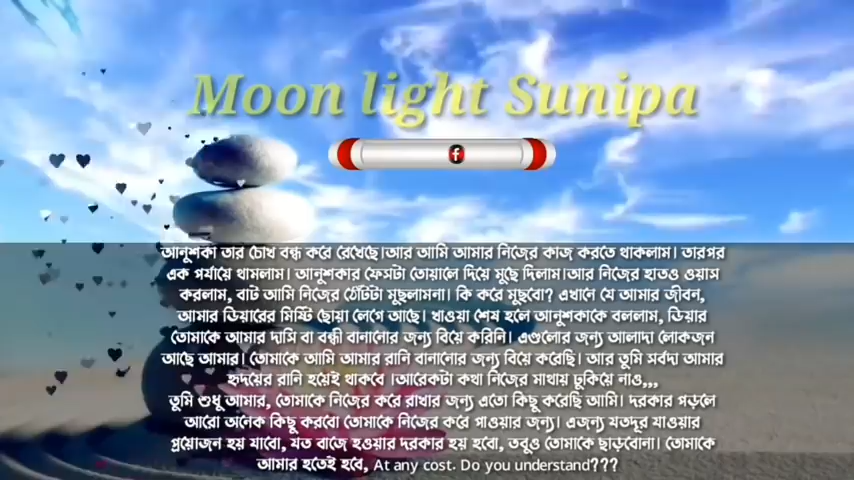 Moon light Sunipa
f
আনুশকা তার চোখ বন্ধ করে রেখেছে।আর আমি আমার নিজের কাজ করতে থাকলাম। তারপর
এক পর্যায়ে থামলাম। আনুশকার ফেসটা তোয়ালে দিয়ে মুছে দিলাম।আর নিজের হাতও ওয়াস
করলাম, বাট আমি নিজের ঠোঁটটা মুছলামনা। কি করে মুছবো? এখানে যে আমার জীবন,
আমার ডিয়ারের মিষ্টি ছোয়া লেগে আছে। খাওয়া শেষ হলে আনুশকাকে বললাম, ডিয়ার
তোমাকে আমার দাসি বা বন্ধী বানানোর জন্য বিয়ে করিনি। এগুলোর জন্য আলাদা লোকজন
আছে আমার। তোমাকে আমি আমার রানি বানানোর জন্য বিয়ে করেছি। আর তুমি সর্বদা আমার
হৃদয়ের রানি হয়েই থাকবে ।আরেকটা কথা নিজের মাথায় ঢুকিয়ে নাও,,,
তুমি শুধু আমার, তোমাকে নিজের করে রাখার জন্য এতো কিছু করেছি আমি। দরকার পড়লে
আরো অনেক কিছু করবো তোমাকে নিজের করে পাওয়ার জন্য। এজন্য যতদূর যাওয়ার
প্রয়োজন হয় যাবো, যত বাজে হওয়ার দরকার হয় হবো, তবুও তোমাকে ছাড়বোনা। তোমাকে
আমার হতেই হবে, At any cost. Do you understand???